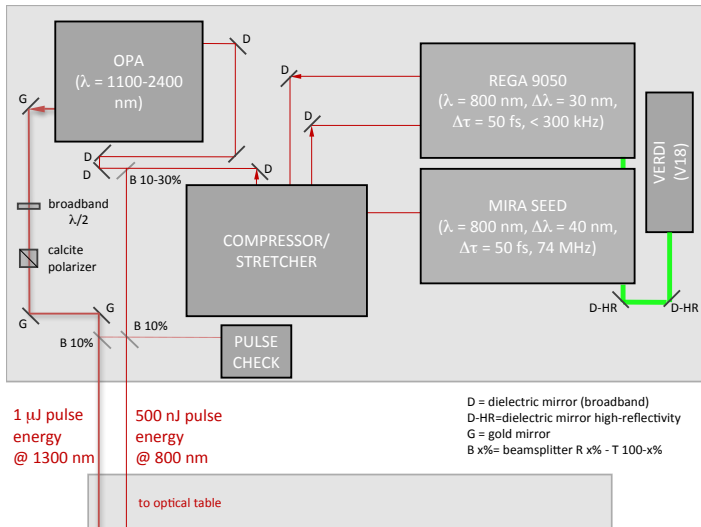 OPA
(λ = 1100-2400
nm)
D
D
G
D
D
D
B 10-30%
D
D
REGA 9050
(λ = 800 nm, Δλ = 30 nm,
Δτ = 50 fs, < 300 kHz)
VERDI
(V18)
MIRA SEED
(λ = 800 nm, Δλ = 40 nm,
Δτ = 50 fs, 74 MHz)
COMPRESSOR/
STRETCHER
broadband
λ/2
calcite
polarizer
G
G
B 10%
B 10%
PULSE
CHECK
D-HR
D-HR
1 μJ pulse
energy
@ 1300 nm
500 nJ pulse
energy
@ 800 nm
D = dielectric mirror (broadband)
D-HR=dielectric mirror high-reflectivity
G = gold mirror
B x%= beamsplitter R x% - T 100-x%
to optical table